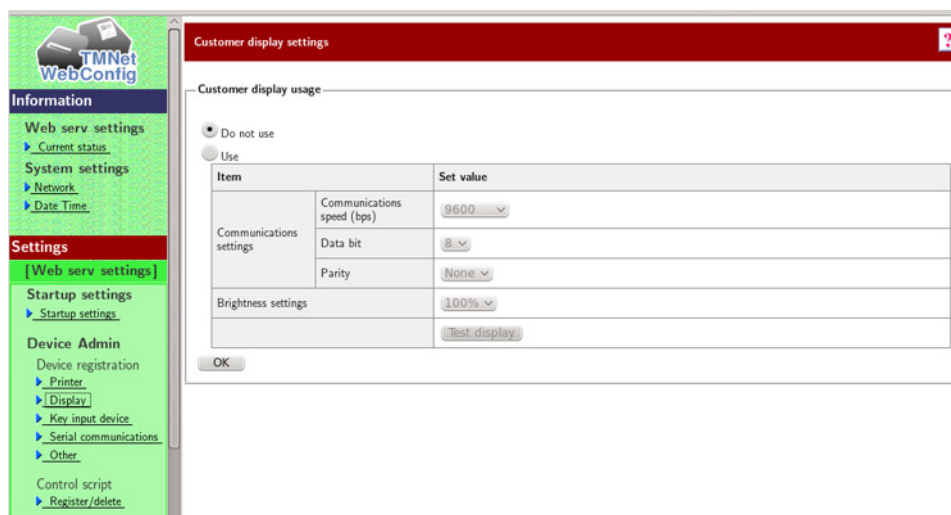 TMNet
WebConfig
Information
Web serv settings
Current status
System settings
Network
Date Time
Settings
[Web serv settings]
Startup settings
Startup settings
Device Admin
Device registration
Printer
Display
Key input device
Serial communications
Other
Control script
Register/delete
Customer display settings
?
Customer display usage
Do not use
Use
Item Set value
Communications settings
Communications speed (bps) 9600
Data bit 8
Parity None
Brightness settings 100%
Test display
OK